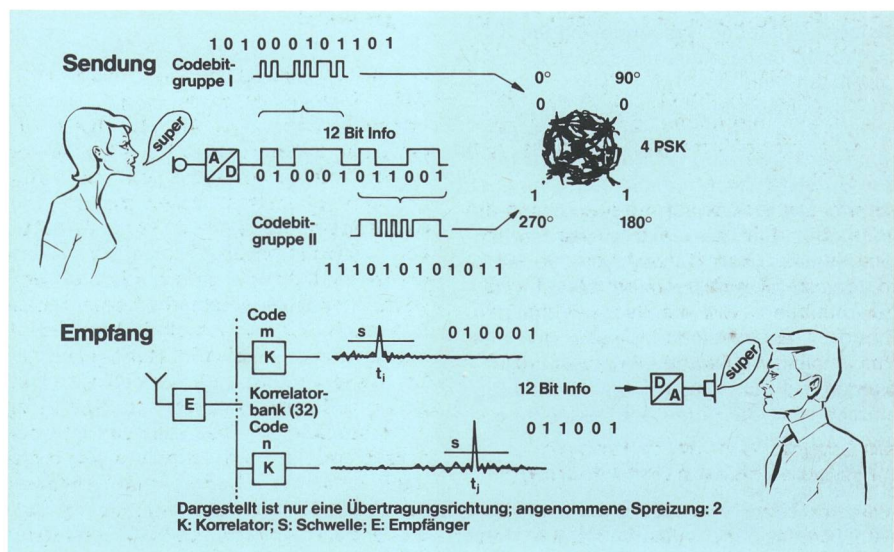 1 0 1 0 0 0 1 0 1 1 0 1
Sendung
Codebit-
gruppe I
0° 90°
0 0
super
12 Bit Info
4 PSK
A
D
0 1 0 0 0 1 0 1 1 0 0 1
1 1
270° 180°
Codebit-
gruppe II
1 1 1 0 1 0 1 0 1 0 1 1
Empfang
Code
m
K
s
0 1 0 0 0 1
t_i
super
12 Bit Info
D
A
E
Korrelator-
bank (32)
Code
n
K
s
0 1 1 0 0 1
t_j
Dargestellt ist nur eine Übertragungsrichtung; angenommene Spreizung: 2
K: Korrelator; S: Schwelle; E: Empfänger